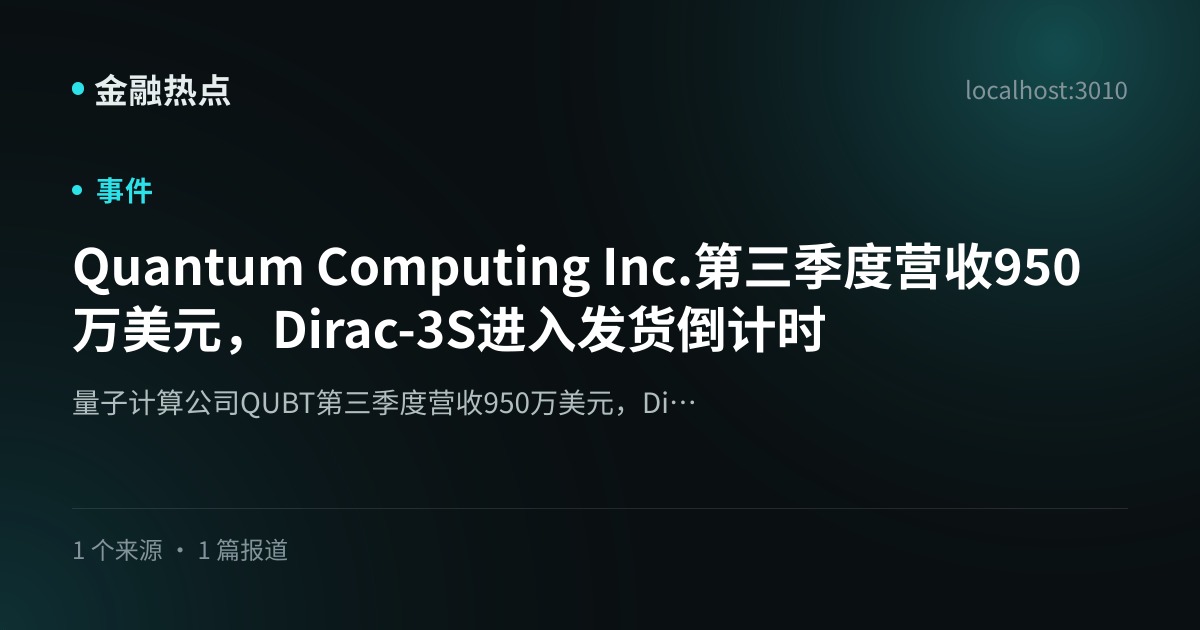 金融热点
localhost:3010
事件
Quantum Computing Inc.第三季度营收950
万美元，Dirac-3S进入发货倒计时
量子计算公司QUBT第三季度营收950万美元，Di…
1 个来源 · 1 篇报道